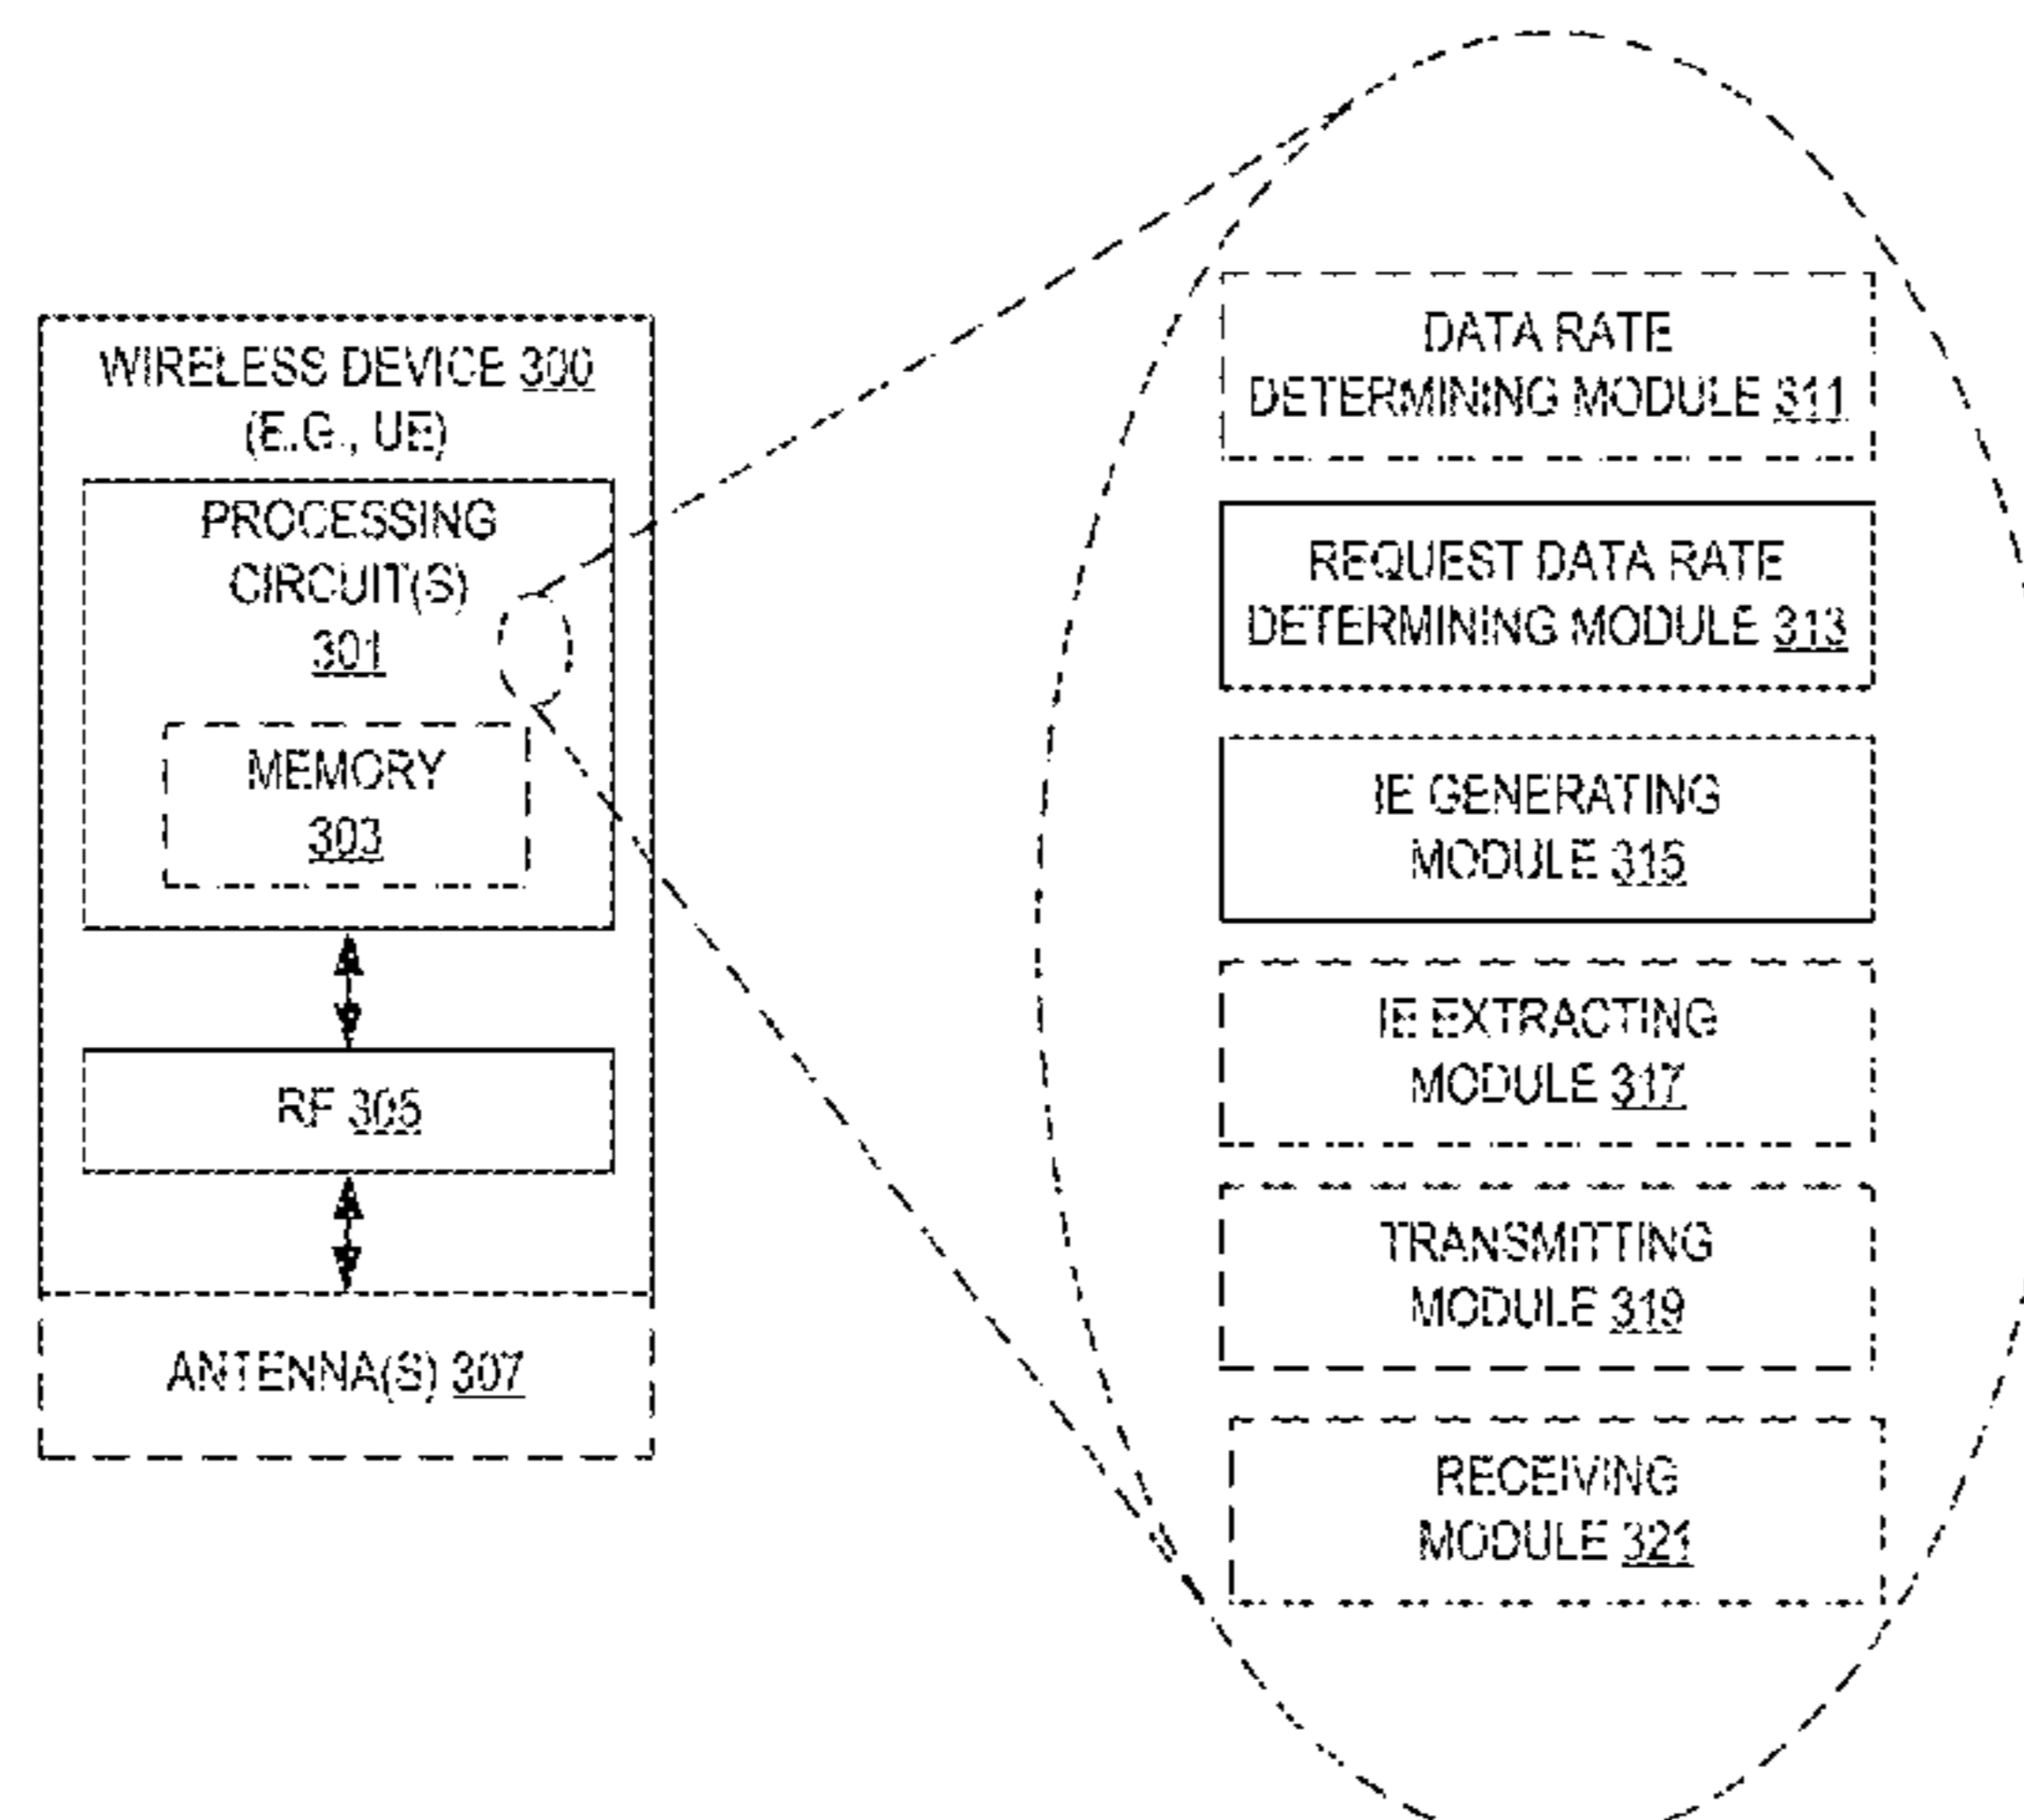 WIRELESS DEVICE 300
(E.G., UE)
PROCESSING
CIRCUIT(S)
301
MEMORY
303
RF 305
ANTENNA(S) 307
DATA RATE
DETERMINING MODULE 311
REQUEST DATA RATE
DETERMINING MODULE 313
IE GENERATING
MODULE 315
IE EXTRACTING
MODULE 317
TRANSMITTING
MODULE 319
RECEIVING
MODULE 321